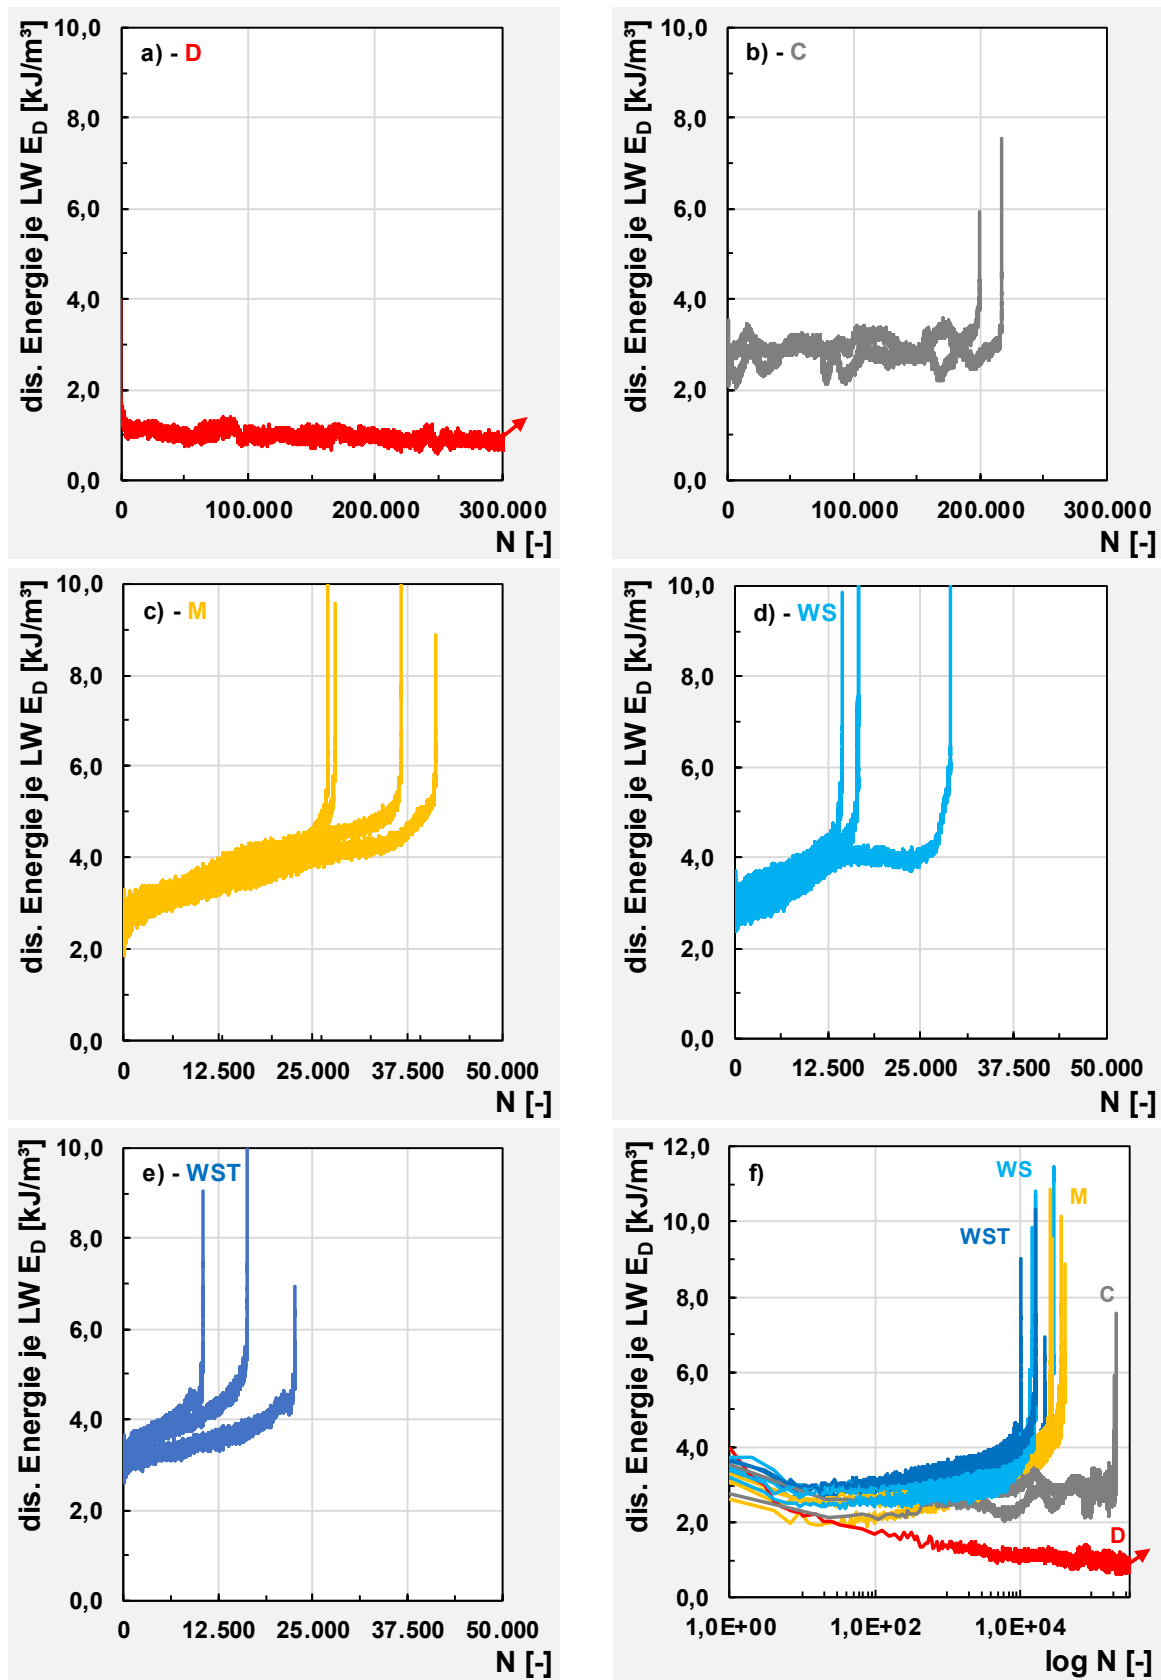 dis. Energie je LW E_D [kJ/m³]
a) - D
10,0
8,0
6,0
4,0
2,0
0,0
0 100.000 200.000 300.000
N [-]
dis. Energie je LW E_D [kJ/m³]
b) - C
10,0
8,0
6,0
4,0
2,0
0,0
0 100.000 200.000 300.000
N [-]
dis. Energie je LW E_D [kJ/m³]
c) - M
10,0
8,0
6,0
4,0
2,0
0,0
0 12.500 25.000 37.500 50.000
N [-]
dis. Energie je LW E_D [kJ/m³]
d) - WS
10,0
8,0
6,0
4,0
2,0
0,0
0 12.500 25.000 37.500 50.000
N [-]
dis. Energie je LW E_D [kJ/m³]
e) - WST
10,0
8,0
6,0
4,0
2,0
0,0
0 12.500 25.000 37.500 50.000
N [-]
dis. Energie je LW E_D [kJ/m³]
f)
WS
M
WST
C
D
12,0
10,0
8,0
6,0
4,0
2,0
0,0
1,0E+00 1,0E+02 1,0E+04
log N [-]